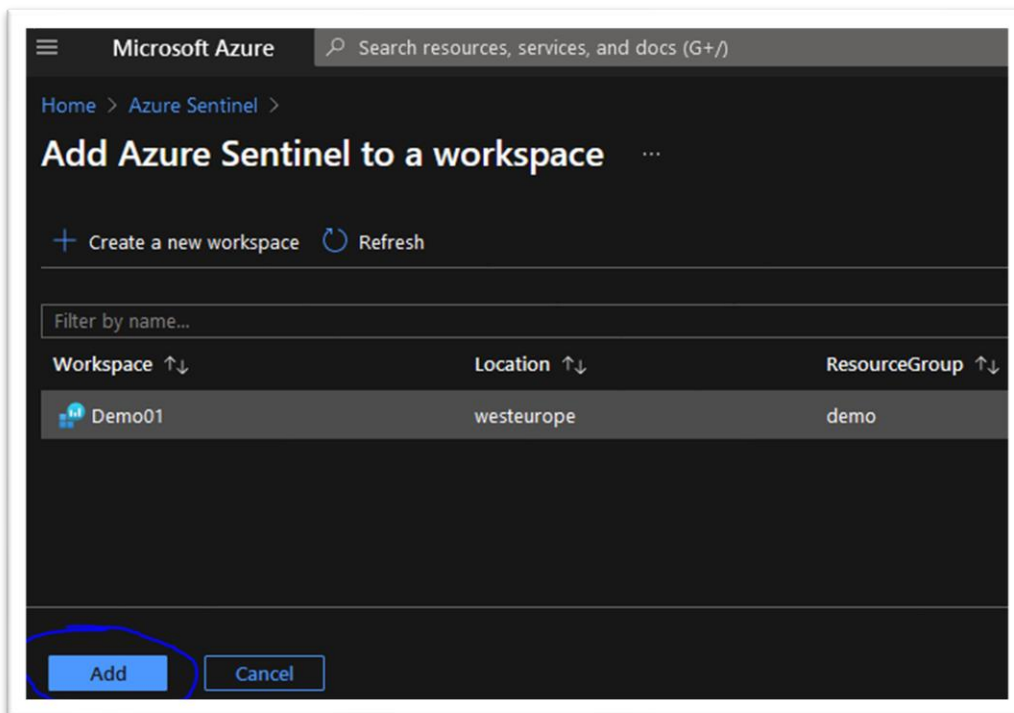 Microsoft Azure Search resources, services, and docs (G+/)
Home > Azure Sentinel >
Add Azure Sentinel to a workspace ...
+ Create a new workspace Refresh
Filter by name...
Workspace ↑↓ Location ↑↓ ResourceGroup ↑↓
Demo01 westeurope demo
Add Cancel